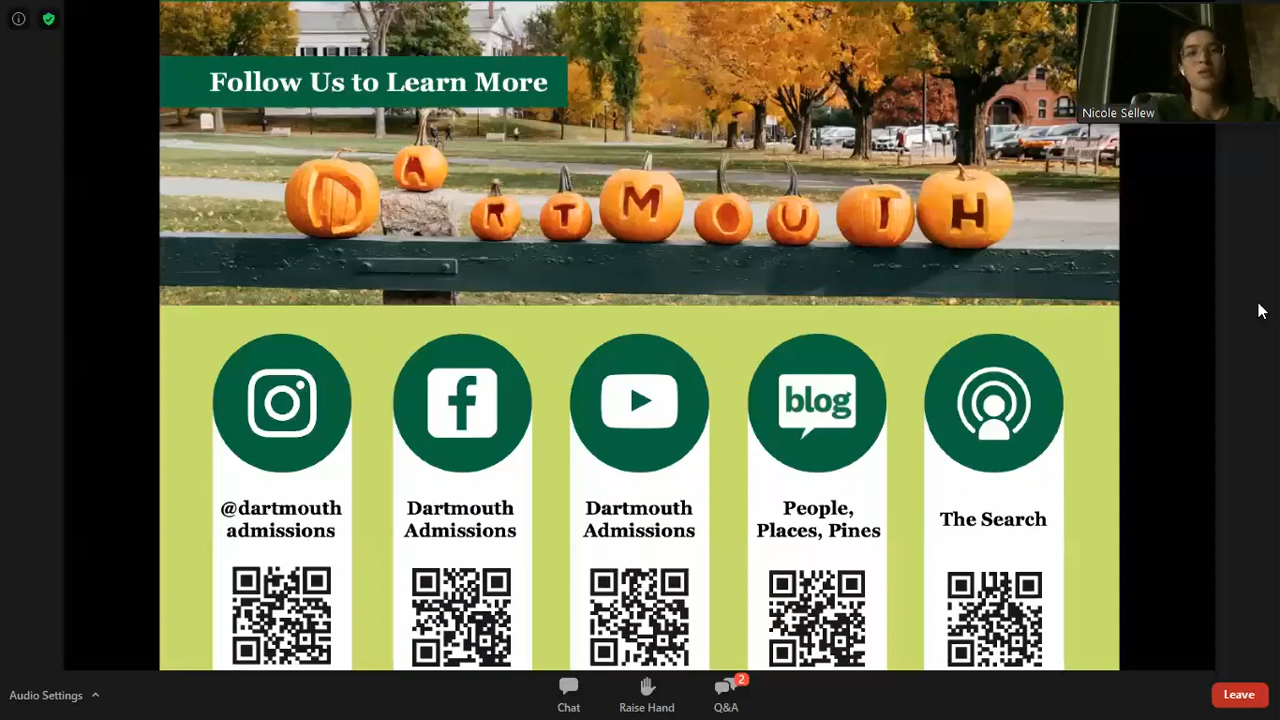 Follow Us to Learn More
Nicole Sellew
D A R T M O U T H
blog
@dartmouth
admissions
Dartmouth
Admissions
Dartmouth
Admissions
People,
Places, Pines
The Search
Audio Settings
Chat
Raise Hand
2
Q&A
Leave